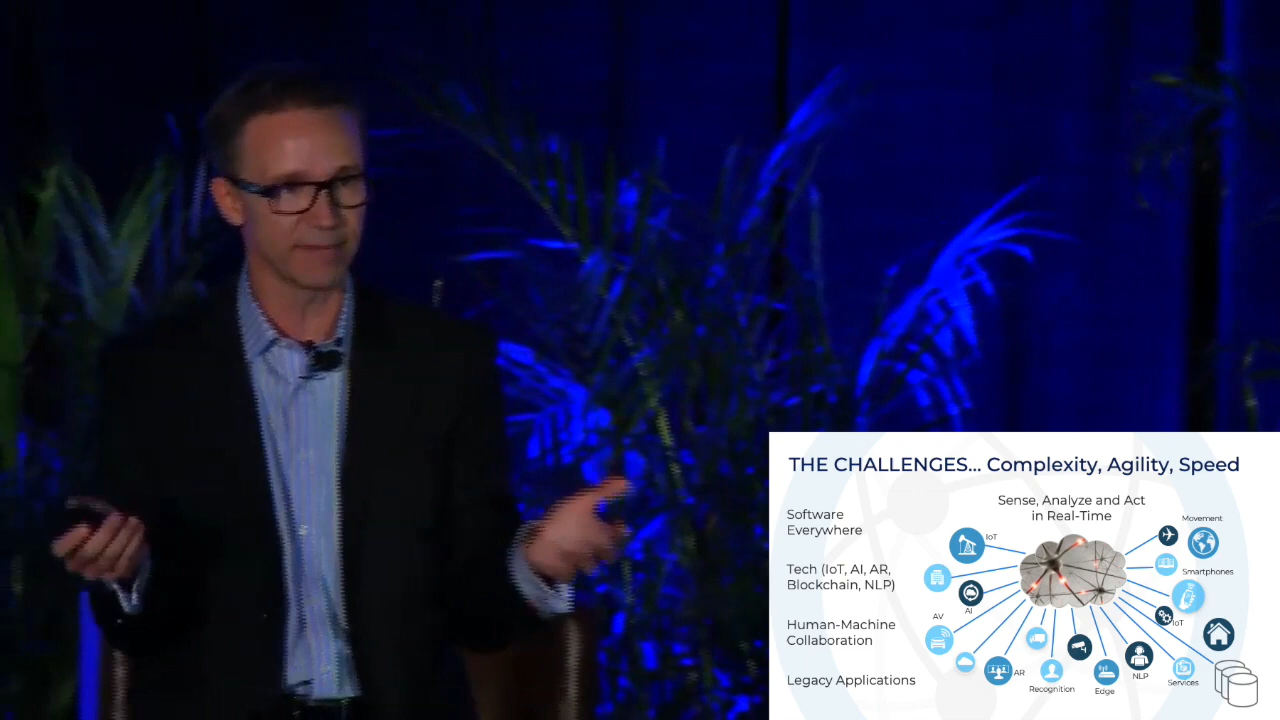 THE CHALLENGES... Complexity, Agility, Speed
Sense, Analyze and Act
in Real-Time
Software
Everywhere
Tech (IoT, AI, AR,
Blockchain, NLP)
Human-Machine
Collaboration
Legacy Applications
IoT
AI
AV
AR
Recognition
Edge
NLP
Services
IoT
Smartphones
Movement